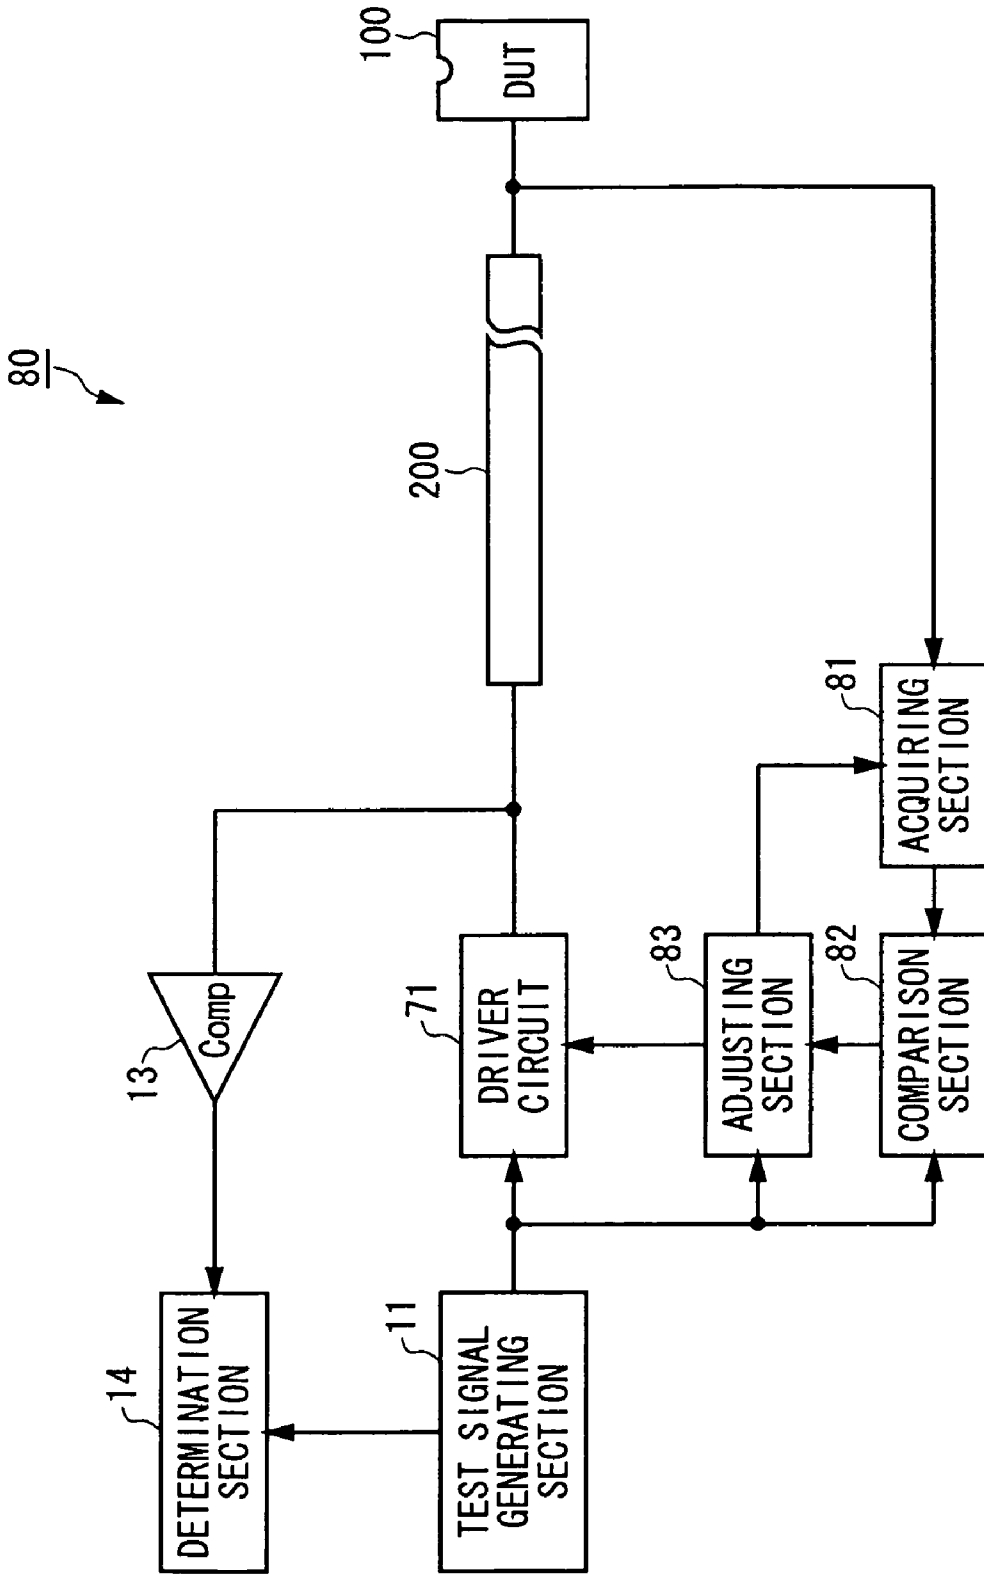 80
14
DETERMINATION
SECTION
13
Comp
11
TEST SIGNAL
GENERATING
SECTION
71
DRIVER
CIRCUIT
200
100
DUT
83
ADJUSTING
SECTION
82
COMPARISON
SECTION
81
ACQUIRING
SECTION